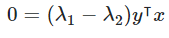 0 = (λ₁ − λ₂)yᵀx